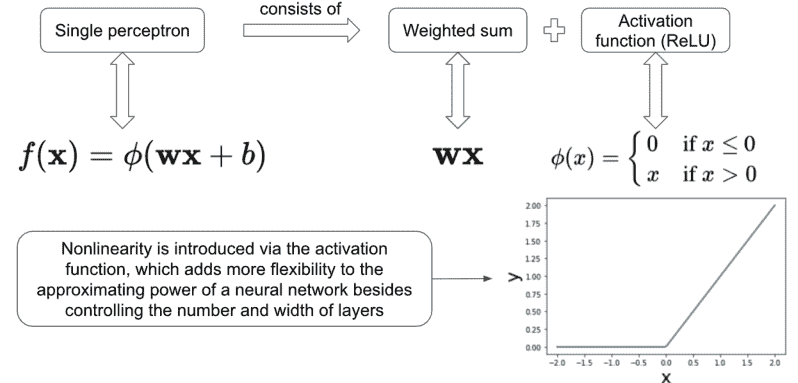 consists of
Single perceptron
Weighted sum
Activation
function (ReLU)
f(x) = ϕ(wx + b)
wx
ϕ(x) = { 0 if x ≤ 0
x if x > 0
Nonlinearity is introduced via the activation
function, which adds more flexibility to the
approximating power of a neural network besides
controlling the number and width of layers
y
2.00
1.75
1.50
1.25
1.00
0.75
0.50
0.25
0.00
−2.0 −1.5 −1.0 −0.5 0.0 0.5 1.0 1.5 2.0
x